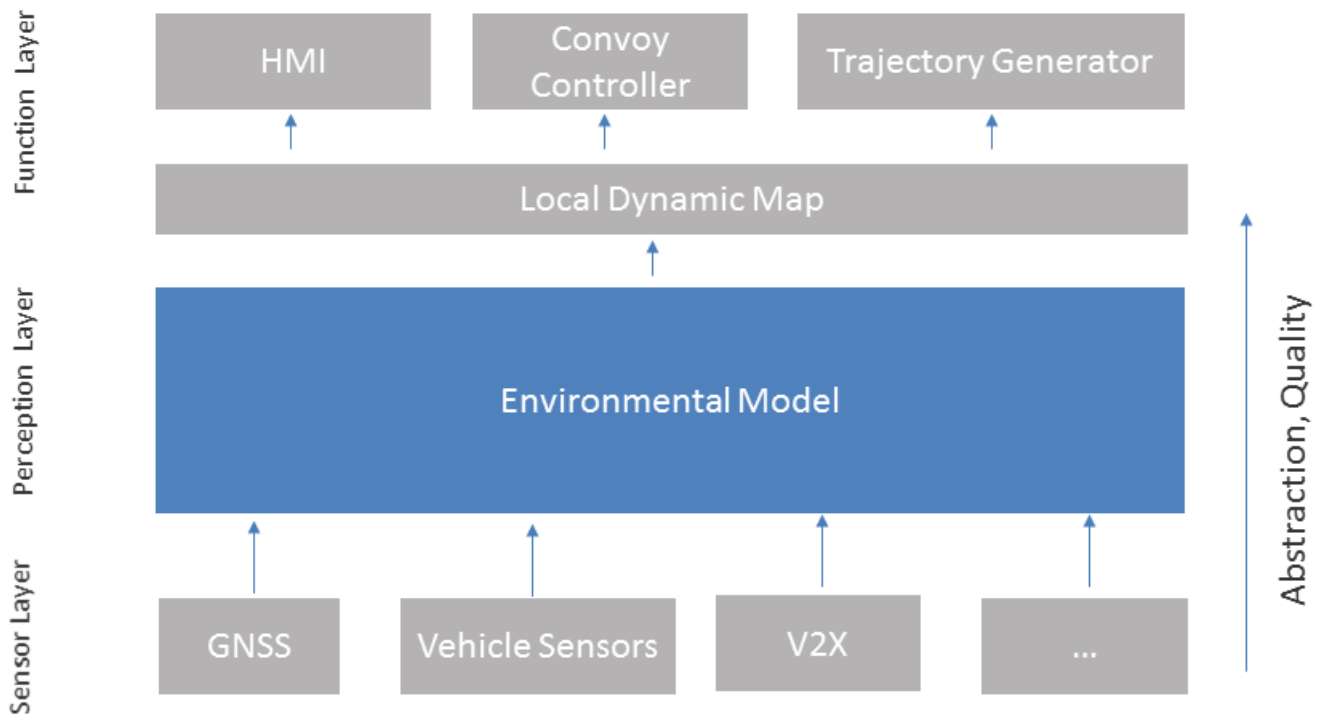 Function Layer
HMI
Convoy
Controller
Trajectory Generator
Local Dynamic Map
Perception Layer
Environmental Model
Abstraction, Quality
Sensor Layer
GNSS
Vehicle Sensors
V2X
...